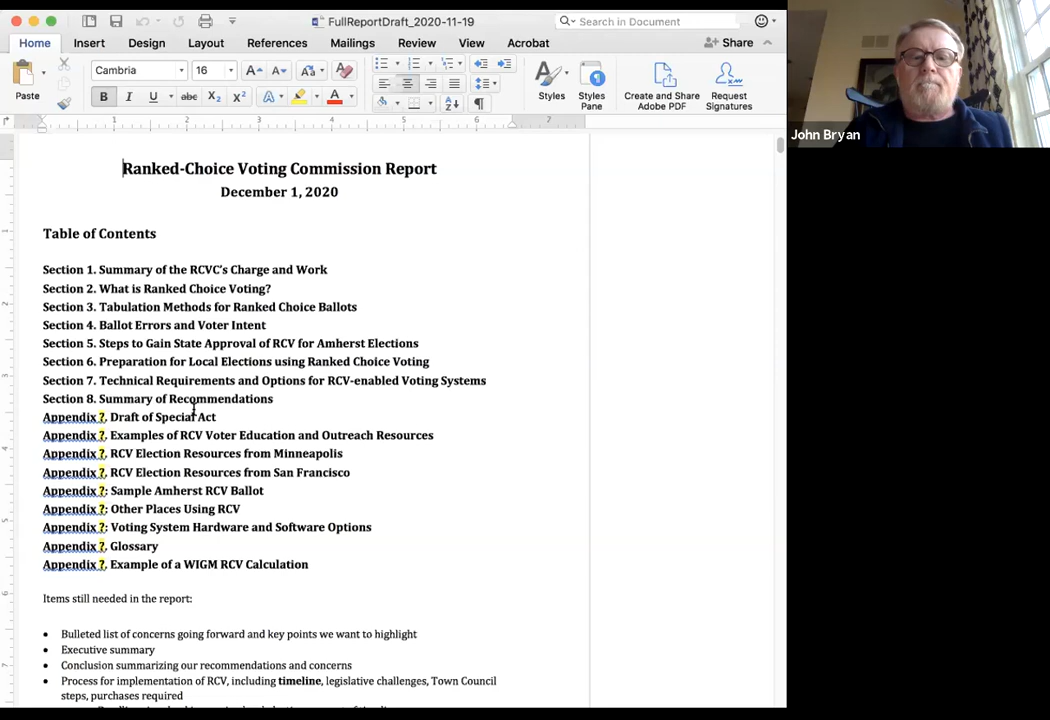 FullReportDraft_2020-11-19
Search in Document
Home Insert Design Layout References Mailings Review View Acrobat Share
Paste
Cambria 16
B I U abc X2 X2 A
Styles
Styles Pane
Create and Share Adobe PDF
Request Signatures
1 2 3 4 5 6 7
John Bryan
Ranked-Choice Voting Commission Report
December 1, 2020
Table of Contents
Section 1. Summary of the RCVC's Charge and Work
Section 2. What is Ranked Choice Voting?
Section 3. Tabulation Methods for Ranked Choice Ballots
Section 4. Ballot Errors and Voter Intent
Section 5. Steps to Gain State Approval of RCV for Amherst Elections
Section 6. Preparation for Local Elections using Ranked Choice Voting
Section 7. Technical Requirements and Options for RCV-enabled Voting Systems
Section 8. Summary of Recommendations
Appendix ?. Draft of Special Act
Appendix ?. Examples of RCV Voter Education and Outreach Resources
Appendix ?. RCV Election Resources from Minneapolis
Appendix ?. RCV Election Resources from San Francisco
Appendix ?: Sample Amherst RCV Ballot
Appendix ?: Other Places Using RCV
Appendix ?: Voting System Hardware and Software Options
Appendix ?. Glossary
Appendix ?. Example of a WIGM RCV Calculation
Items still needed in the report:
• Bulleted list of concerns going forward and key points we want to highlight
• Executive summary
• Conclusion summarizing our recommendations and concerns
• Process for implementation of RCV, including timeline, legislative challenges, Town Council
steps, purchases required